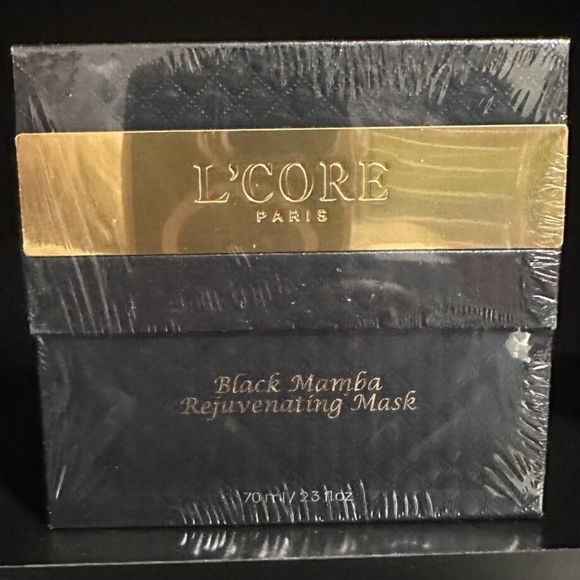 L'CORE
PARIS
Black Mamba
Rejuvenating Mask
70 ml / 2.3 fl oz